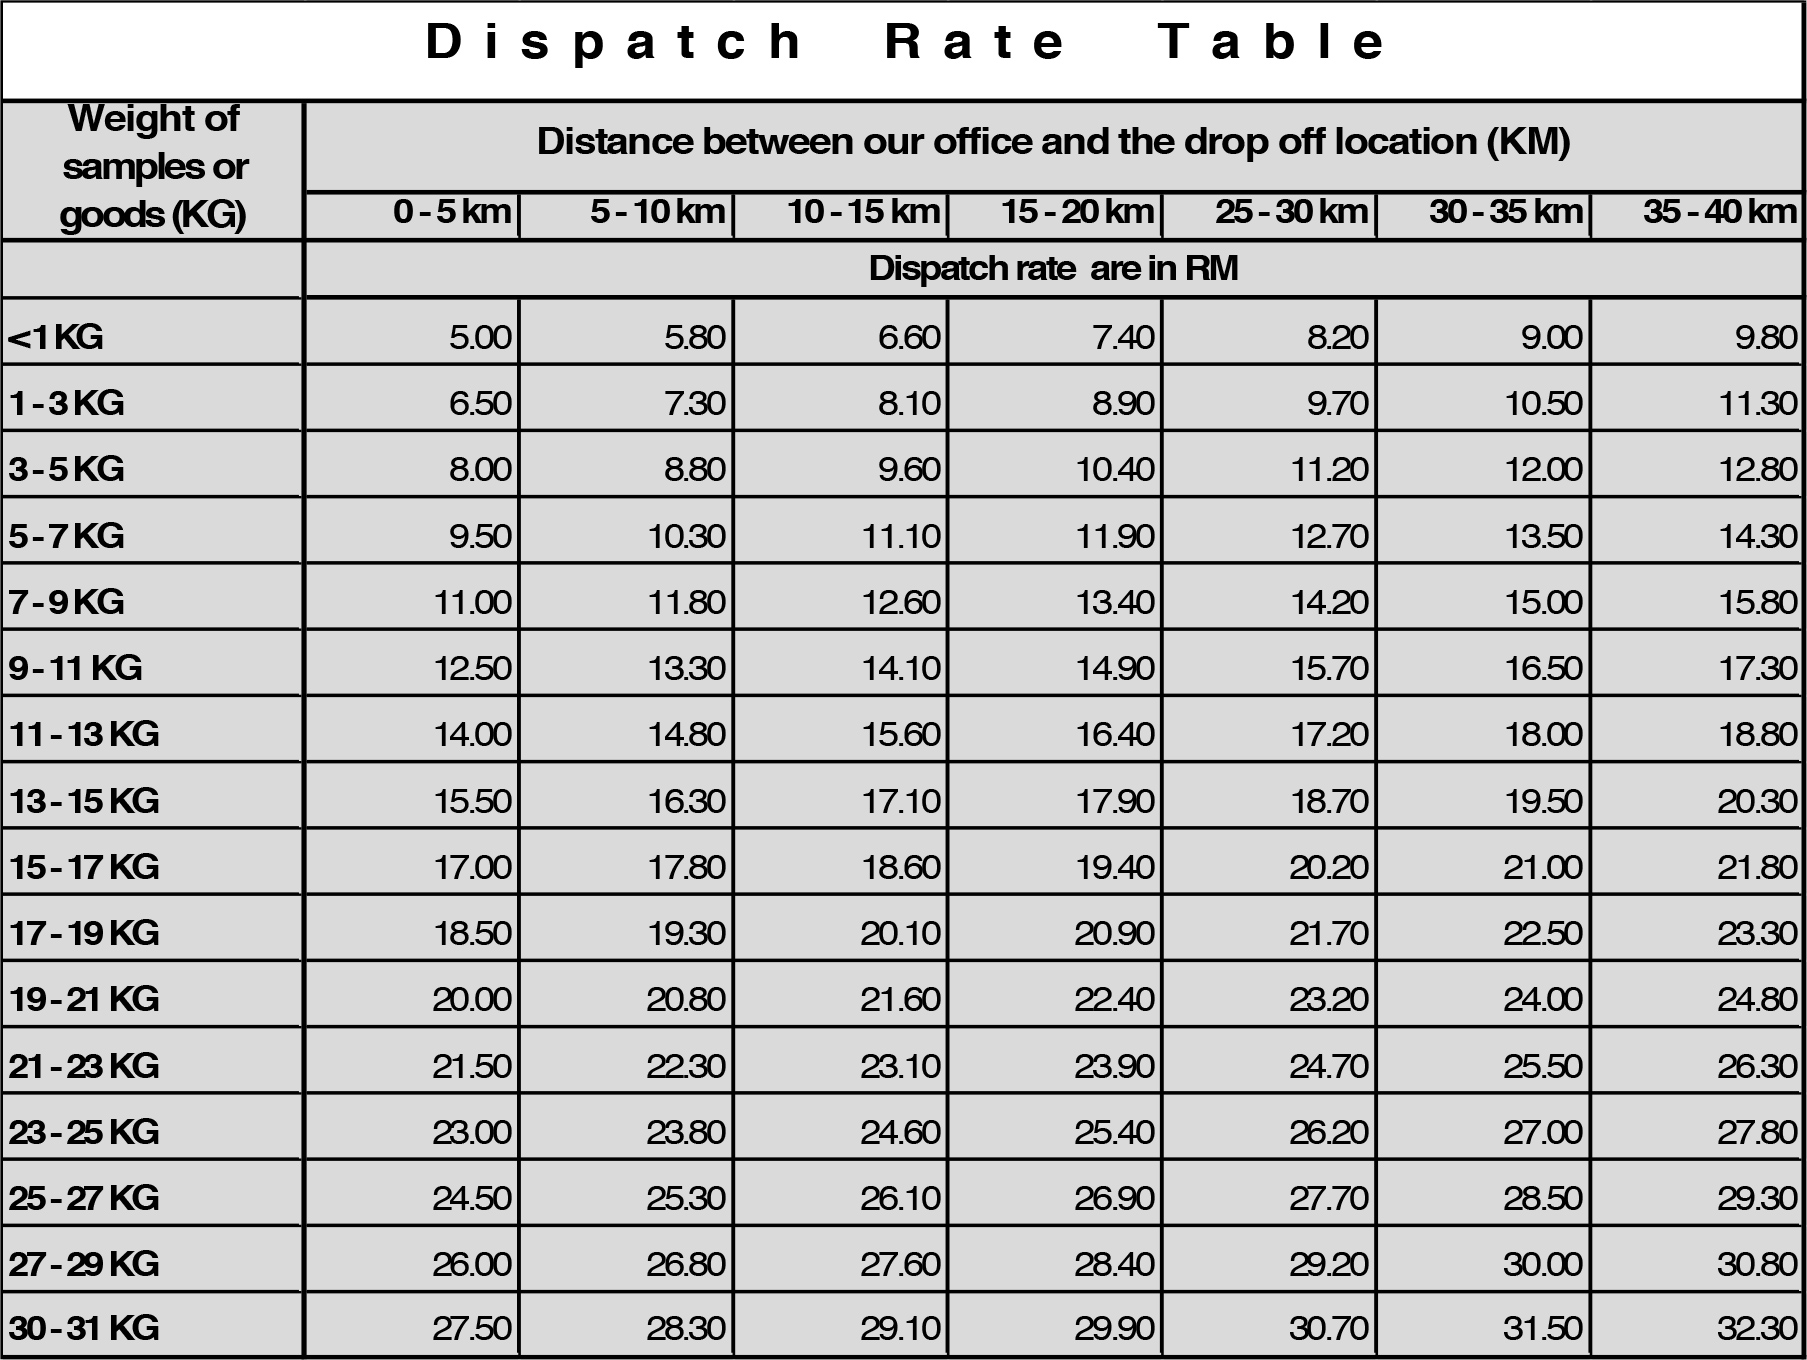 Dispatch Rate Table
Weight of
samples or
goods (KG)
Distance between our office and the drop off location (KM)
0 - 5 km 5 - 10 km 10 - 15 km 15 - 20 km 25 - 30 km 30 - 35 km 35 - 40 km
Dispatch rate are in RM
<1 KG 5.00 5.80 6.60 7.40 8.20 9.00 9.80
1 - 3 KG 6.50 7.30 8.10 8.90 9.70 10.50 11.30
3 - 5 KG 8.00 8.80 9.60 10.40 11.20 12.00 12.80
5 - 7 KG 9.50 10.30 11.10 11.90 12.70 13.50 14.30
7 - 9 KG 11.00 11.80 12.60 13.40 14.20 15.00 15.80
9 - 11 KG 12.50 13.30 14.10 14.90 15.70 16.50 17.30
11 - 13 KG 14.00 14.80 15.60 16.40 17.20 18.00 18.80
13 - 15 KG 15.50 16.30 17.10 17.90 18.70 19.50 20.30
15 - 17 KG 17.00 17.80 18.60 19.40 20.20 21.00 21.80
17 - 19 KG 18.50 19.30 20.10 20.90 21.70 22.50 23.30
19 - 21 KG 20.00 20.80 21.60 22.40 23.20 24.00 24.80
21 - 23 KG 21.50 22.30 23.10 23.90 24.70 25.50 26.30
23 - 25 KG 23.00 23.80 24.60 25.40 26.20 27.00 27.80
25 - 27 KG 24.50 25.30 26.10 26.90 27.70 28.50 29.30
27 - 29 KG 26.00 26.80 27.60 28.40 29.20 30.00 30.80
30 - 31 KG 27.50 28.30 29.10 29.90 30.70 31.50 32.30